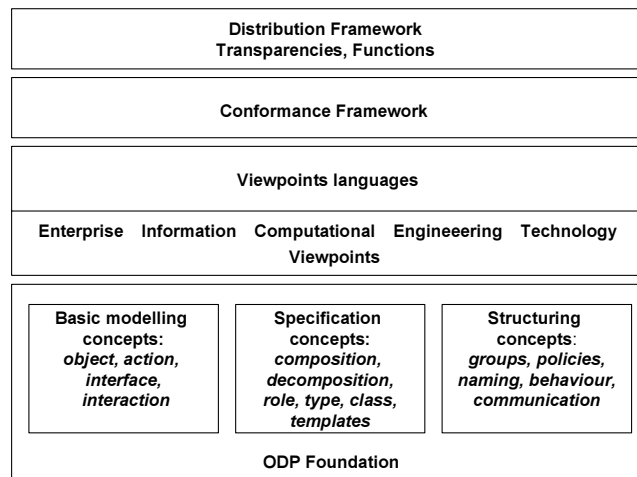 Distribution Framework
Transparencies, Functions
Conformance Framework
Viewpoints languages
Enterprise Information Computational Engineeering Technology
Viewpoints
Basic modelling
concepts:
object, action,
interface,
interaction
Specification
concepts:
composition,
decomposition,
role, type, class,
templates
Structuring
concepts:
groups, policies,
naming, behaviour,
communication
ODP Foundation